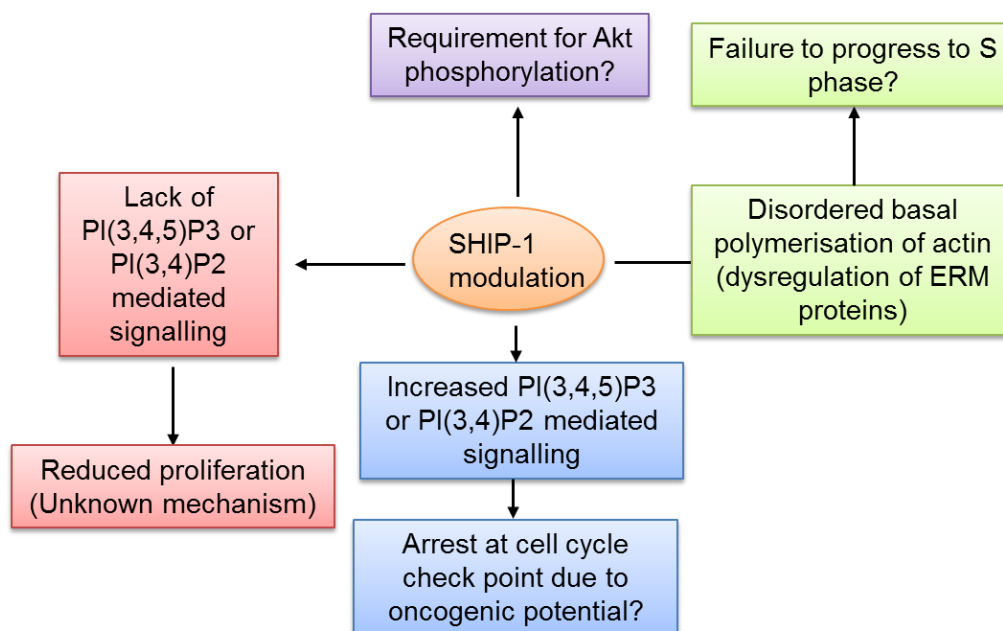 Requirement for Akt
phosphorylation?
Failure to progress to S
phase?
Lack of
PI(3,4,5)P3 or
PI(3,4)P2
mediated
signalling
SHIP-1
modulation
Disordered basal
polymerisation of actin
(dysregulation of ERM
proteins)
Increased PI(3,4,5)P3
or PI(3,4)P2 mediated
signalling
Reduced proliferation
(Unknown mechanism)
Arrest at cell cycle
check point due to
oncogenic potential?